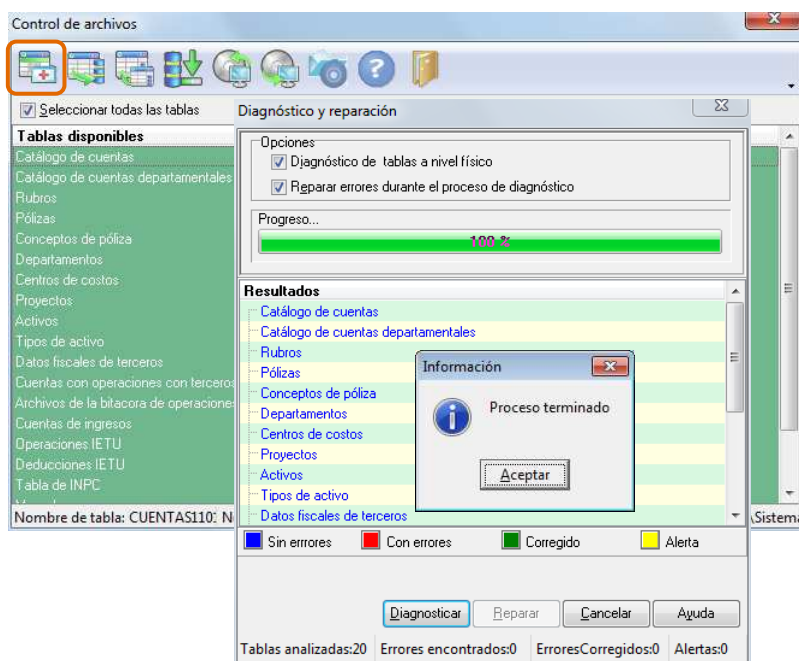 Control de archivos
Seleccionar todas las tablas
Tablas disponibles
Catálogo de cuentas
Catálogo de cuentas departamentales
Rubros
Pólizas
Conceptos de póliza
Departamentos
Centros de costos
Proyectos
Activos
Tipos de activo
Datos fiscales de terceros
Cuentas con operaciones con terceros
Archivos de la bitacora de operaciones
Cuentas de ingresos
Operaciones IETU
Deducciones IETU
Tabla de INPC
Nombre de tabla: CUENTAS110
\Sistema
Diagnóstico y reparación
Opciones
Diagnóstico de tablas a nivel físico
Reparar errores durante el proceso de diagnóstico
Progreso...
100 %
Resultados
Catálogo de cuentas
Catálogo de cuentas departamentales
Rubros
Pólizas
Conceptos de póliza
Departamentos
Centros de costos
Proyectos
Activos
Tipos de activo
Datos fiscales de terceros
Información
Proceso terminado
Aceptar
Sin errrores Con errores Corregido Alerta
Diagnosticar Reparar Cancelar Ayuda
Tablas analizadas:20 Errores encontrados:0 ErroresCorregidos:0 Alertas:0